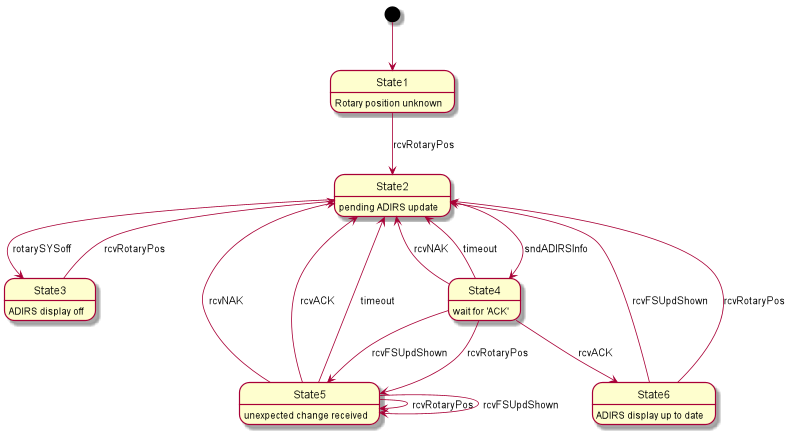 State1
Rotary position unknown
rcvRotaryPos
State2
pending ADIRS update
rotarySYSoff
rcvRotaryPos
rcvNAK
timeout
sndADIRSInfo
State3
ADIRS display off
rcvNAK
rcvACK
timeout
State4
wait for 'ACK'
rcvFSUpdShown
rcvRotaryPos
rcvFSUpdShown
rcvRotaryPos
rcvACK
State5
unexpected change received
rcvRotaryPos
rcvFSUpdShown
State6
ADIRS display up to date